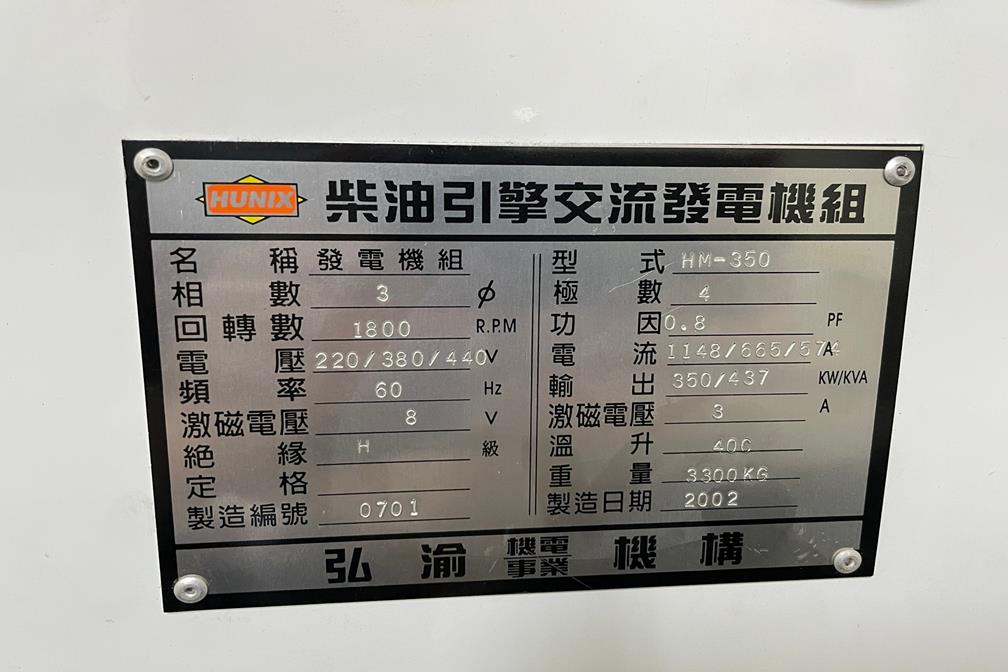 HUNIX 柴油引擎交流發電機組
名稱 發電機組 型式 HM-350
相數 3 ϕ 極數 4
回轉數 1800 R.P.M 功因 0.8 PF
電壓 220/380/440 V 電流 1148/665/574 A
頻率 60 Hz 輸出 350/437 KW/KVA
激磁電壓 8 V 激磁電壓 3 A
絕緣 H 級 溫升 40C
定格 重量 3300KG
製造編號 0701 製造日期 2002
弘渝 機電事業 機構